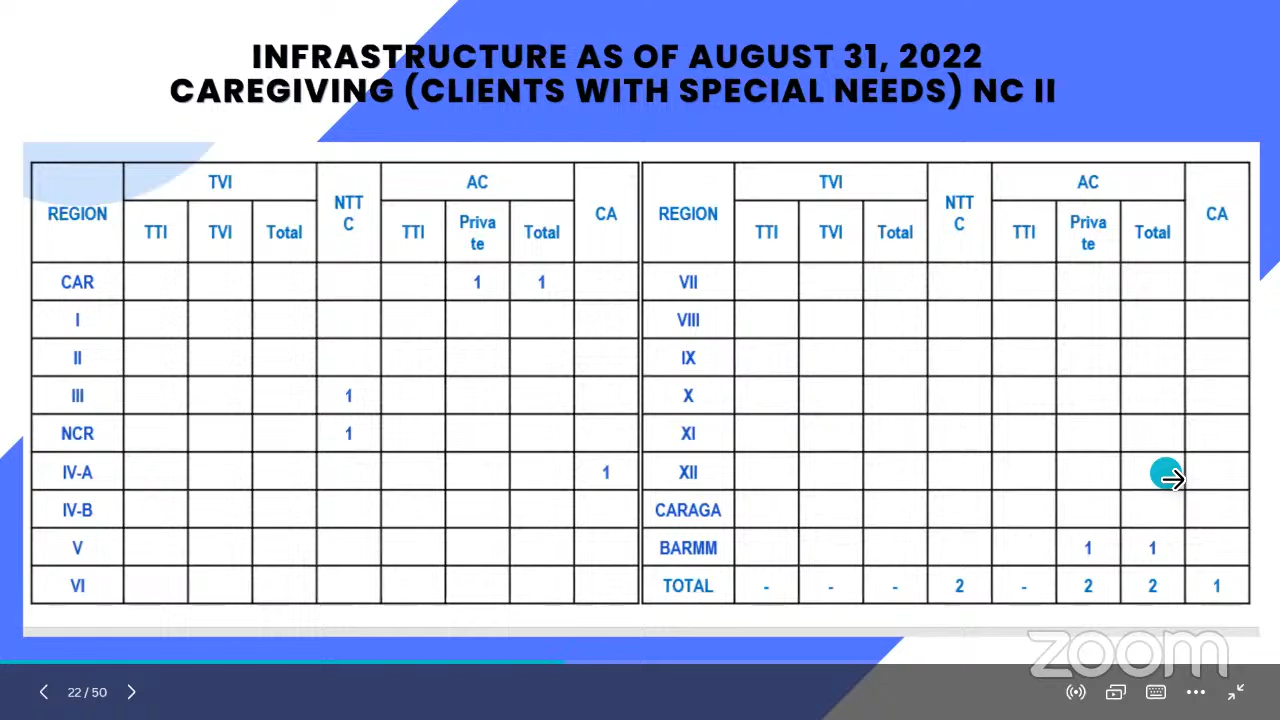 INFRASTRUCTURE AS OF AUGUST 31, 2022
CAREGIVING (CLIENTS WITH SPECIAL NEEDS) NC II
REGION TVI NTT C AC CA REGION TVI NTT C AC CA
TTI TVI Total TTI Priva te Total TTI TVI Total TTI Priva te Total
CAR 1 1 VII
I VIII
II IX
III 1 X
NCR 1 XI
IV-A 1 XII
IV-B CARAGA
V BARMM 1 1
VI TOTAL - - - 2 - 2 2 1
zoom
22 / 50